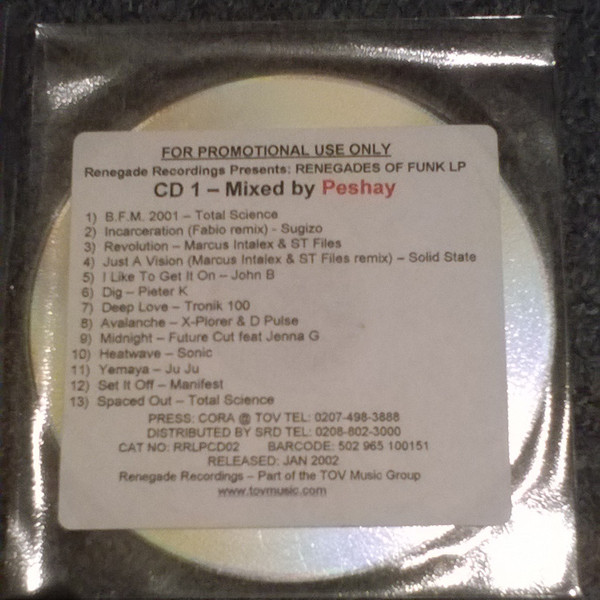 FOR PROMOTIONAL USE ONLY
Renegade Recordings Presents: RENEGADES OF FUNK LP
CD 1 – Mixed by Peshay
1) B.F.M. 2001 – Total Science
2) Incarceration (Fabio remix) - Sugizo
3) Revolution – Marcus Intalex & ST Files
4) Just A Vision (Marcus Intalex & ST Files remix) – Solid State
5) I Like To Get It On – John B
6) Dig – Pieter K
7) Deep Love – Tronik 100
8) Avalanche – X-Plorer & D Pulse
9) Midnight – Future Cut feat Jenna G
10) Heatwave – Sonic
11) Yemaya – Ju Ju
12) Set It Off – Manifest
13) Spaced Out – Total Science
PRESS: CORA @ TOV TEL: 0207-498-3888
DISTRIBUTED BY SRD TEL: 0208-802-3000
CAT NO: RRLPCD02 BARCODE: 502 965 100151
RELEASED: JAN 2002
Renegade Recordings – Part of the TOV Music Group
www.tovmusic.com